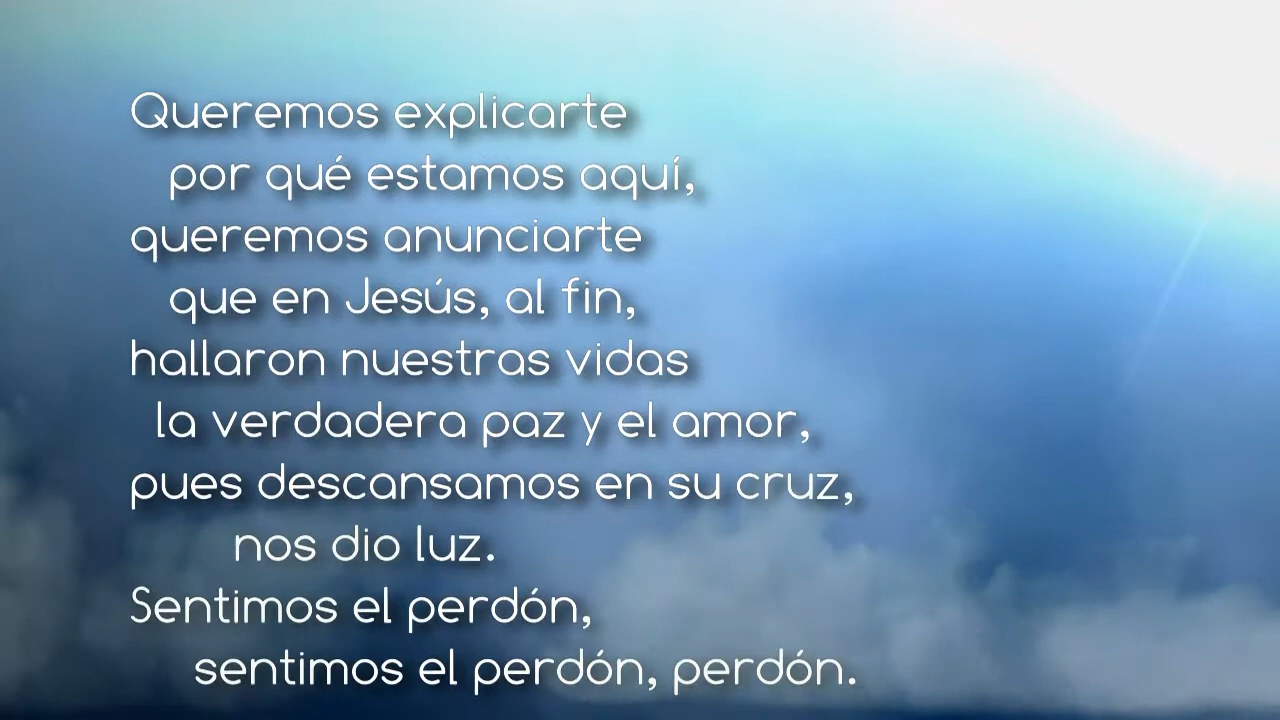 Queremos explicarte
por qué estamos aquí,
queremos anunciarte
que en Jesús, al fin,
hallaron nuestras vidas
la verdadera paz y el amor,
pues descansamos en su cruz,
nos dio luz.
Sentimos el perdón,
sentimos el perdón, perdón.